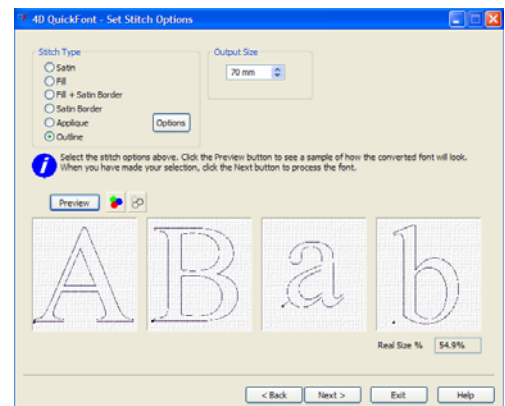 4D QuickFont - Set Stitch Options
Stitch Type
Output Size
Satin
70 mm
Fill
Fill + Satin Border
Satin Border
Applique
Options
Outline
Select the stitch options above. Click the Preview button to see a sample of how the converted font will look.
When you have made your selection, click the Next button to process the font.
Preview
A B a b
Real Size % 54.9%
< Back Next > Exit Help